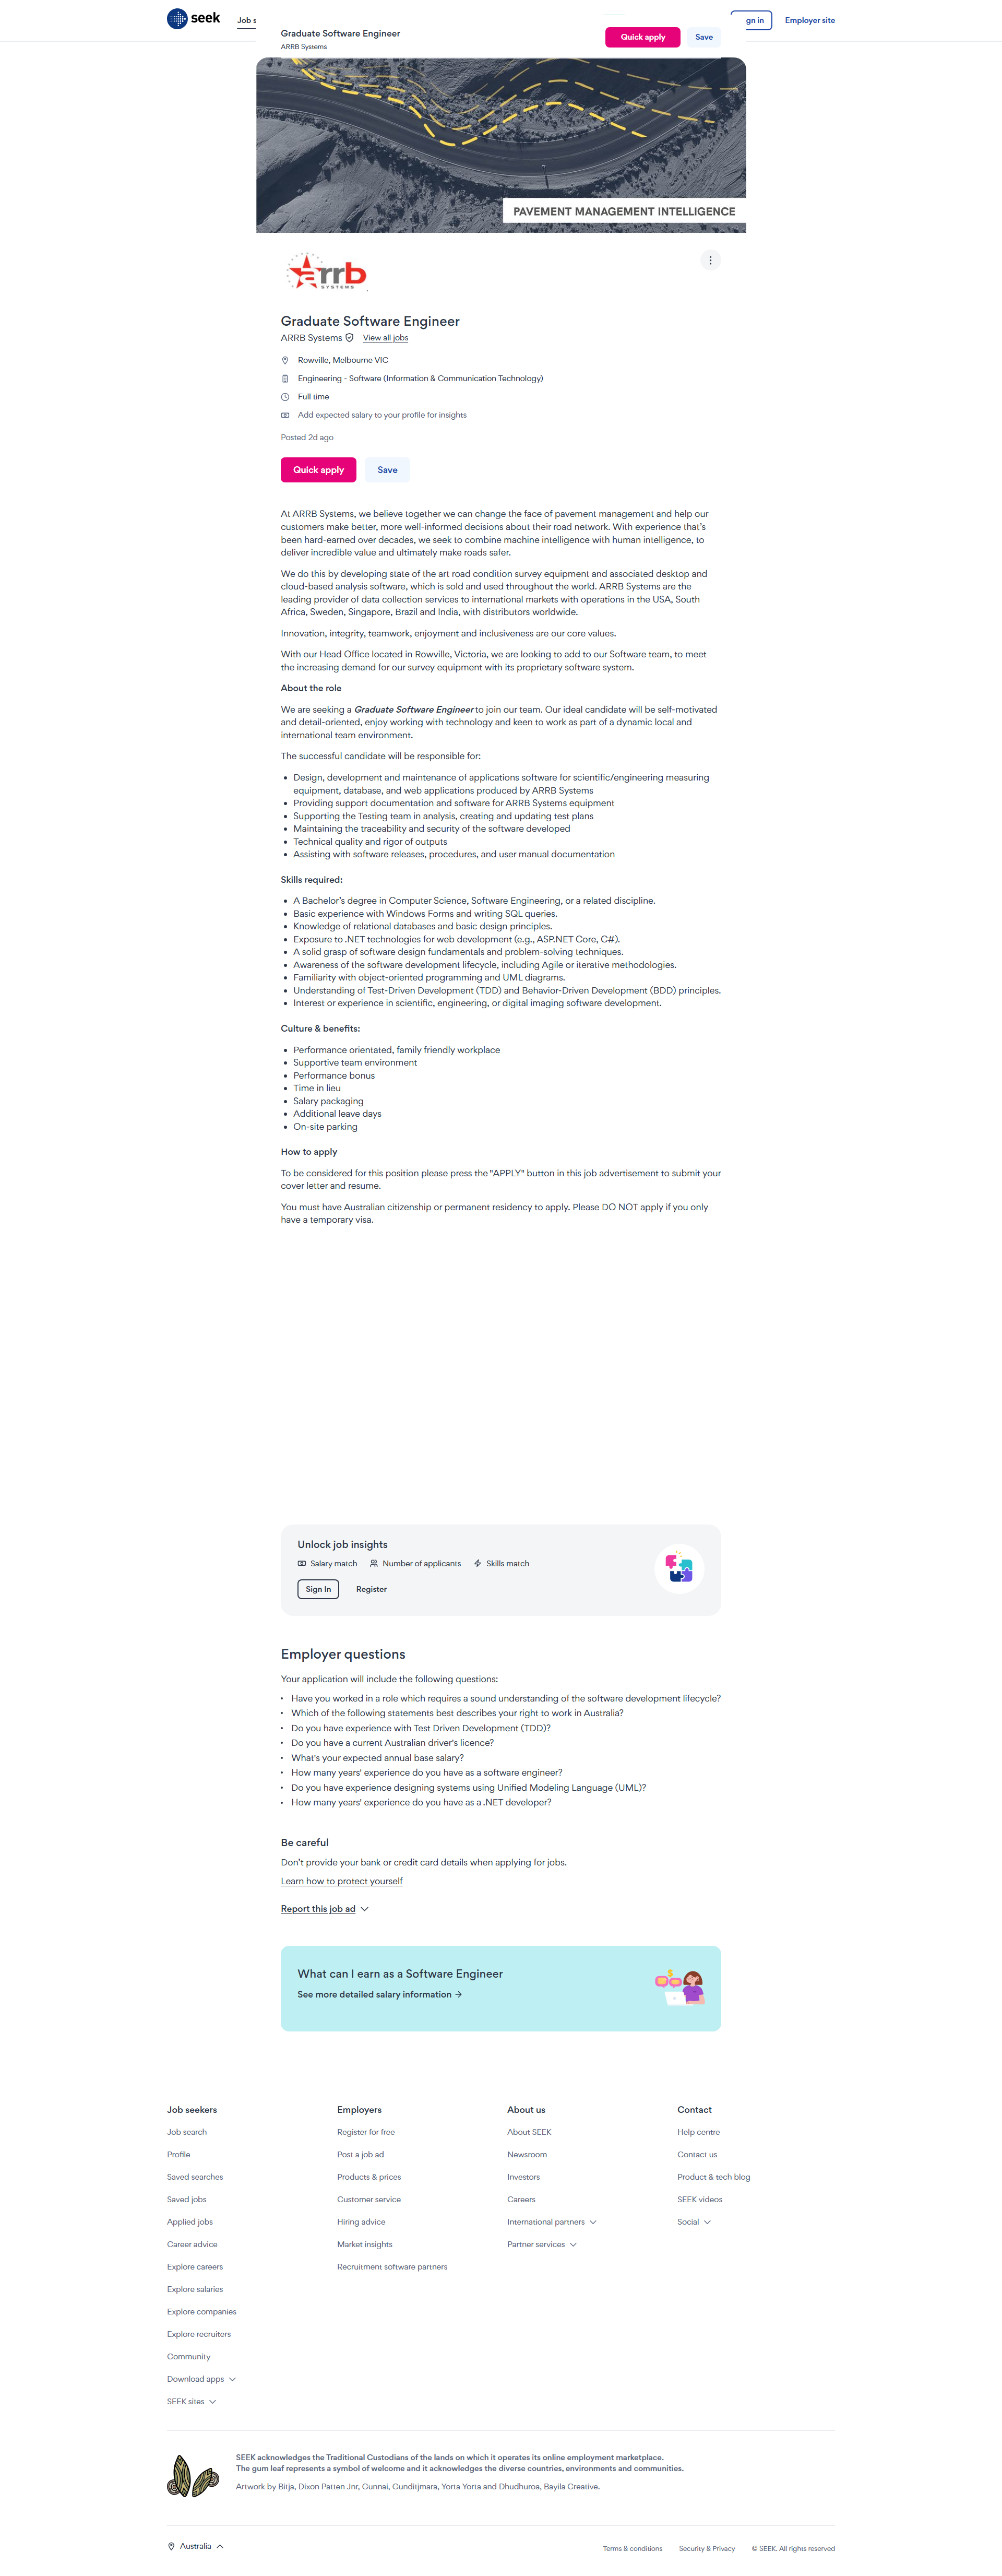 seek
Job s
gn in
Employer site
Graduate Software Engineer
ARRB Systems
Quick apply
Save
PAVEMENT MANAGEMENT INTELLIGENCE
arrb
SYSTEMS
Graduate Software Engineer
ARRB Systems
View all jobs
Rowville, Melbourne VIC
Engineering - Software (Information & Communication Technology)
Full time
Add expected salary to your profile for insights
Posted 2d ago
Quick apply
Save
At ARRB Systems, we believe together we can change the face of pavement management and help our
customers make better, more well-informed decisions about their road network. With experience that's
been hard-earned over decades, we seek to combine machine intelligence with human intelligence, to
deliver incredible value and ultimately make roads safer.
We do this by developing state of the art road condition survey equipment and associated desktop and
cloud-based analysis software, which is sold and used throughout the world. ARRB Systems are the
leading provider of data collection services to international markets with operations in the USA, South
Africa, Sweden, Singapore, Brazil and India, with distributors worldwide.
Innovation, integrity, teamwork, enjoyment and inclusiveness are our core values.
With our Head Office located in Rowville, Victoria, we are looking to add to our Software team, to meet
the increasing demand for our survey equipment with its proprietary software system.
About the role
We are seeking a Graduate Software Engineer to join our team. Our ideal candidate will be self-motivated
and detail-oriented, enjoy working with technology and keen to work as part of a dynamic local and
international team environment.
The successful candidate will be responsible for:
• Design, development and maintenance of applications software for scientific/engineering measuring
equipment, database, and web applications produced by ARRB Systems
• Providing support documentation and software for ARRB Systems equipment
• Supporting the Testing team in analysis, creating and updating test plans
• Maintaining the traceability and security of the software developed
• Technical quality and rigor of outputs
• Assisting with software releases, procedures, and user manual documentation
Skills required:
• A Bachelor's degree in Computer Science, Software Engineering, or a related discipline.
• Basic experience with Windows Forms and writing SQL queries.
• Knowledge of relational databases and basic design principles.
• Exposure to .NET technologies for web development (e.g., ASP.NET Core, C#).
• A solid grasp of software design fundamentals and problem-solving techniques.
• Awareness of the software development lifecycle, including Agile or iterative methodologies.
• Familiarity with object-oriented programming and UML diagrams.
• Understanding of Test-Driven Development (TDD) and Behavior-Driven Development (BDD) principles.
• Interest or experience in scientific, engineering, or digital imaging software development.
Culture & benefits:
• Performance orientated, family friendly workplace
• Supportive team environment
• Performance bonus
• Time in lieu
• Salary packaging
• Additional leave days
• On-site parking
How to apply
To be considered for this position please press the "APPLY" button in this job advertisement to submit your
cover letter and resume.
You must have Australian citizenship or permanent residency to apply. Please DO NOT apply if you only
have a temporary visa.
Unlock job insights
Salary match
Number of applicants
Skills match
Sign In
Register
Employer questions
Your application will include the following questions:
• Have you worked in a role which requires a sound understanding of the software development lifecycle?
• Which of the following statements best describes your right to work in Australia?
• Do you have experience with Test Driven Development (TDD)?
• Do you have a current Australian driver's licence?
• What's your expected annual base salary?
• How many years' experience do you have as a software engineer?
• Do you have experience designing systems using Unified Modeling Language (UML)?
• How many years' experience do you have as a .NET developer?
Be careful
Don't provide your bank or credit card details when applying for jobs.
Learn how to protect yourself
Report this job ad
What can I earn as a Software Engineer
See more detailed salary information →
Job seekers
Job search
Profile
Saved searches
Saved jobs
Applied jobs
Career advice
Explore careers
Explore salaries
Explore companies
Explore recruiters
Community
Download apps
SEEK sites
Employers
Register for free
Post a job ad
Products & prices
Customer service
Hiring advice
Market insights
Recruitment software partners
About us
About SEEK
Newsroom
Investors
Careers
International partners
Partner services
Contact
Help centre
Contact us
Product & tech blog
SEEK videos
Social
SEEK acknowledges the Traditional Custodians of the lands on which it operates its online employment marketplace.
The gum leaf represents a symbol of welcome and it acknowledges the diverse countries, environments and communities.
Artwork by Bitja, Dixon Patten Jnr, Gunnai, Gunditjmara, Yorta Yorta and Dhudhuroa, Bayila Creative.
Australia
Terms & conditions
Security & Privacy
© SEEK. All rights reserved